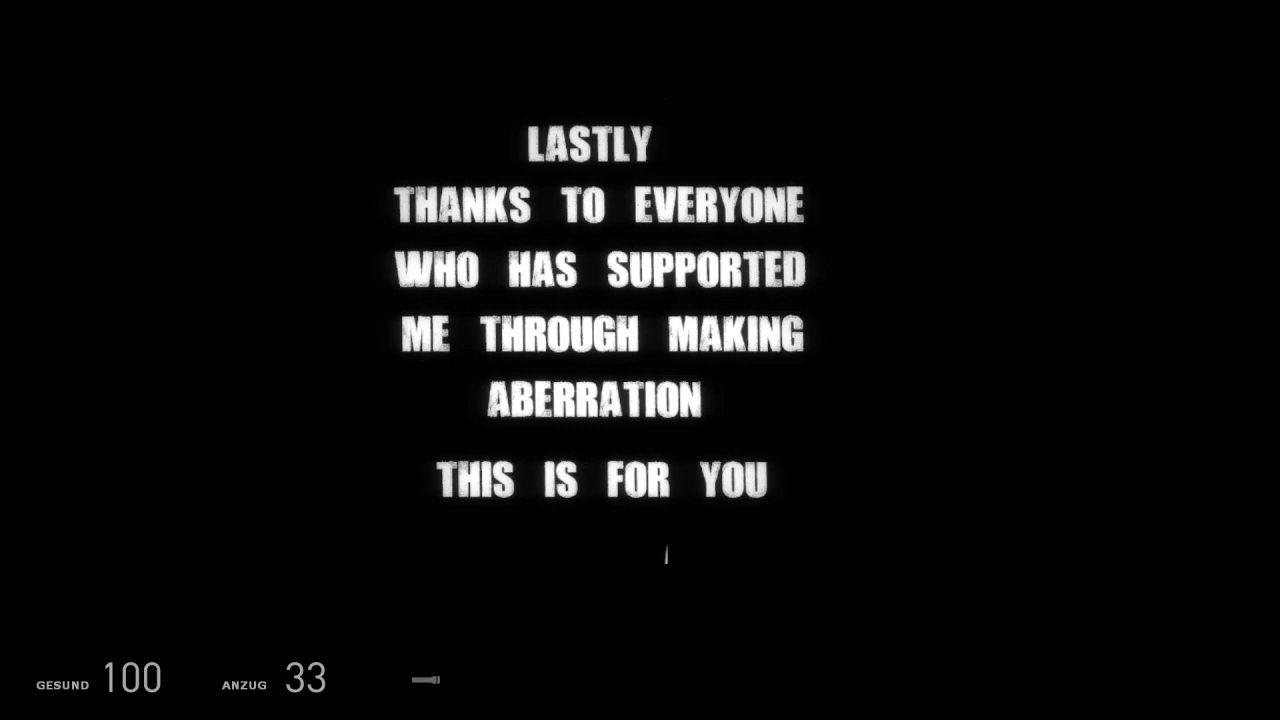 LASTLY
THANKS TO EVERYONE
WHO HAS SUPPORTED
ME THROUGH MAKING
ABERRATION
THIS IS FOR YOU
GESUND 100 ANZUG 33